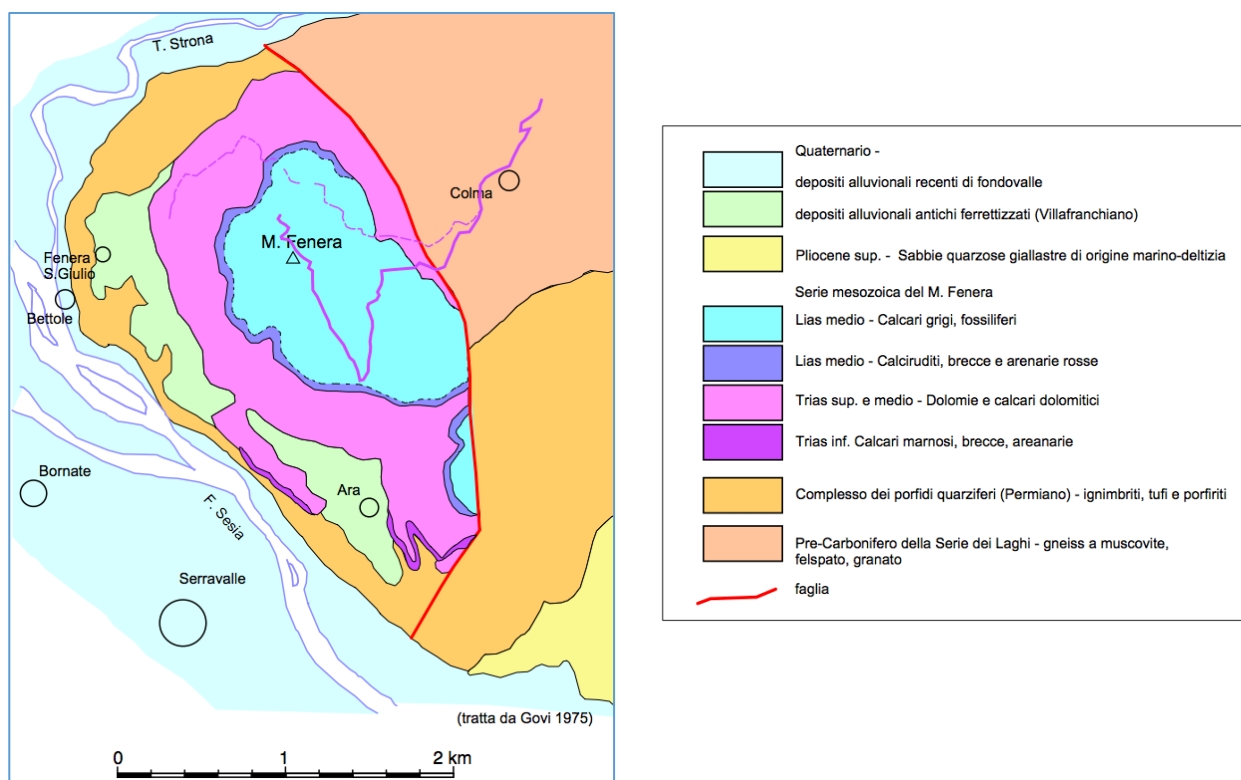 T. Strona
Colma
M. Fenera
Fenera
S. Giulio
Bettole
Bornate
Ara
F. Sesia
Serravalle
(tratta da Govi 1975)
0 1 2 km
Quaternario -
depositi alluvionali recenti di fondovalle
depositi alluvionali antichi ferrettizzati (Villafranchiano)
Pliocene sup. - Sabbie quarzose giallastre di origine marino-deltizia
Serie mesozoica del M. Fenera
Lias medio - Calcari grigi, fossiliferi
Lias medio - Calciruditi, brecce e arenarie rosse
Trias sup. e medio - Dolomie e calcari dolomitici
Trias inf. Calcari marnosi, brecce, areanarie
Complesso dei porfidi quarziferi (Permiano) - ignimbriti, tufi e porfiriti
Pre-Carbonifero della Serie dei Laghi - gneiss a muscovite,
felspato, granato
faglia